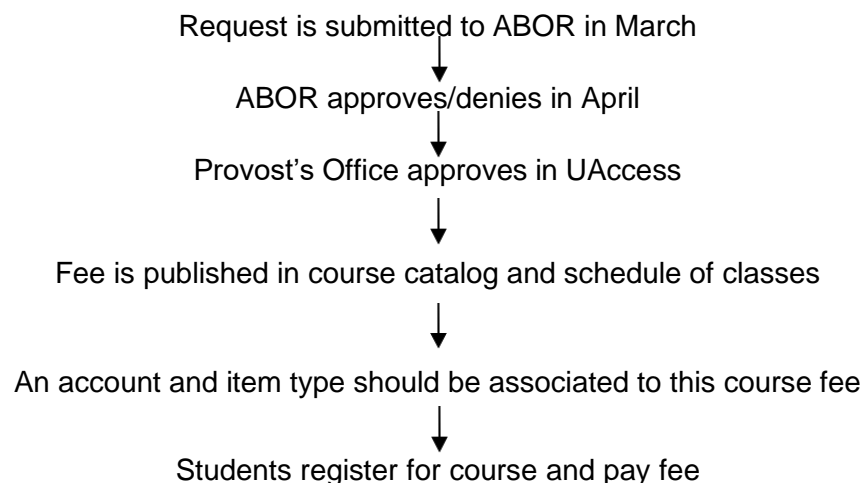 Request is submitted to ABOR in March
ABOR approves/denies in April
Provost’s Office approves in UAccess
Fee is published in course catalog and schedule of classes
An account and item type should be associated to this course fee
Students register for course and pay fee